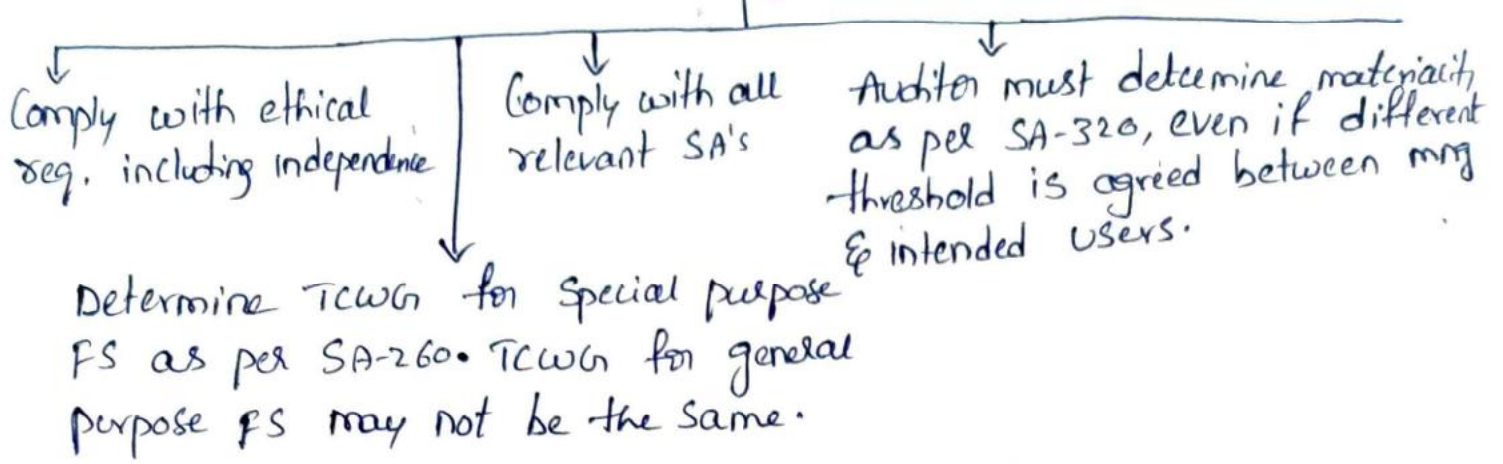 Comply with ethical
req. including independence
Comply with all
relevant SA's
Auditor must detcemine materiacity
as per SA-320, even if different
threshold is agreed between mng
& intended users.
Determine TCWG for Special purpose
FS as per SA-260. TCWG for general
purpose FS may not be the same.